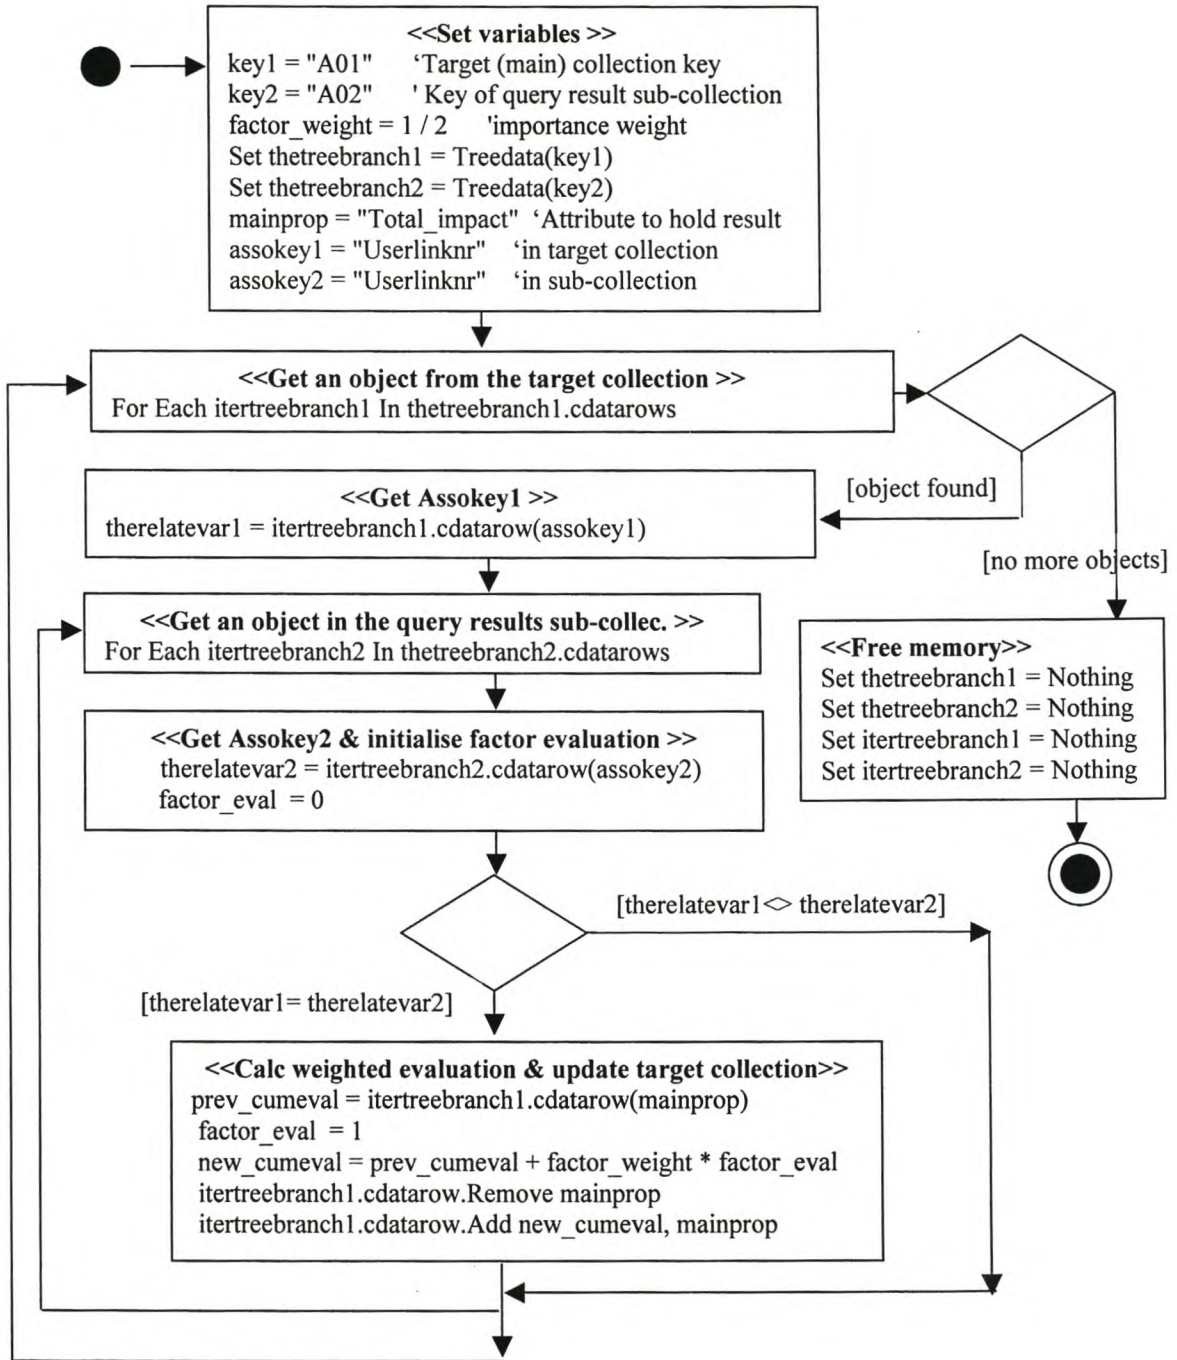 <<Set variables >>
key1 = "A01" ‘Target (main) collection key
key2 = "A02" ' Key of query result sub-collection
factor_weight = 1 / 2 'importance weight
Set thetreebranch1 = Treedata(key1)
Set thetreebranch2 = Treedata(key2)
mainprop = "Total_impact" ‘Attribute to hold result
assokey1 = "Userlinknr" ‘in target collection
assokey2 = "Userlinknr" ‘in sub-collection
<<Get an object from the target collection >>
For Each itertreebranch1 In thetreebranch1.cdatarows
[object found]
<<Get Assokey1 >>
therelatevar1 = itertreebranch1.cdatarow(assokey1)
[no more objects]
<<Get an object in the query results sub-collec. >>
For Each itertreebranch2 In thetreebranch2.cdatarows
<<Free memory>>
Set thetreebranch1 = Nothing
Set thetreebranch2 = Nothing
Set itertreebranch1 = Nothing
Set itertreebranch2 = Nothing
<<Get Assokey2 & initialise factor evaluation >>
therelatevar2 = itertreebranch2.cdatarow(assokey2)
factor_eval = 0
[therelatevar1<> therelatevar2]
[therelatevar1= therelatevar2]
<<Calc weighted evaluation & update target collection>>
prev_cumeval = itertreebranch1.cdatarow(mainprop)
factor_eval = 1
new_cumeval = prev_cumeval + factor_weight * factor_eval
itertreebranch1.cdatarow.Remove mainprop
itertreebranch1.cdatarow.Add new_cumeval, mainprop